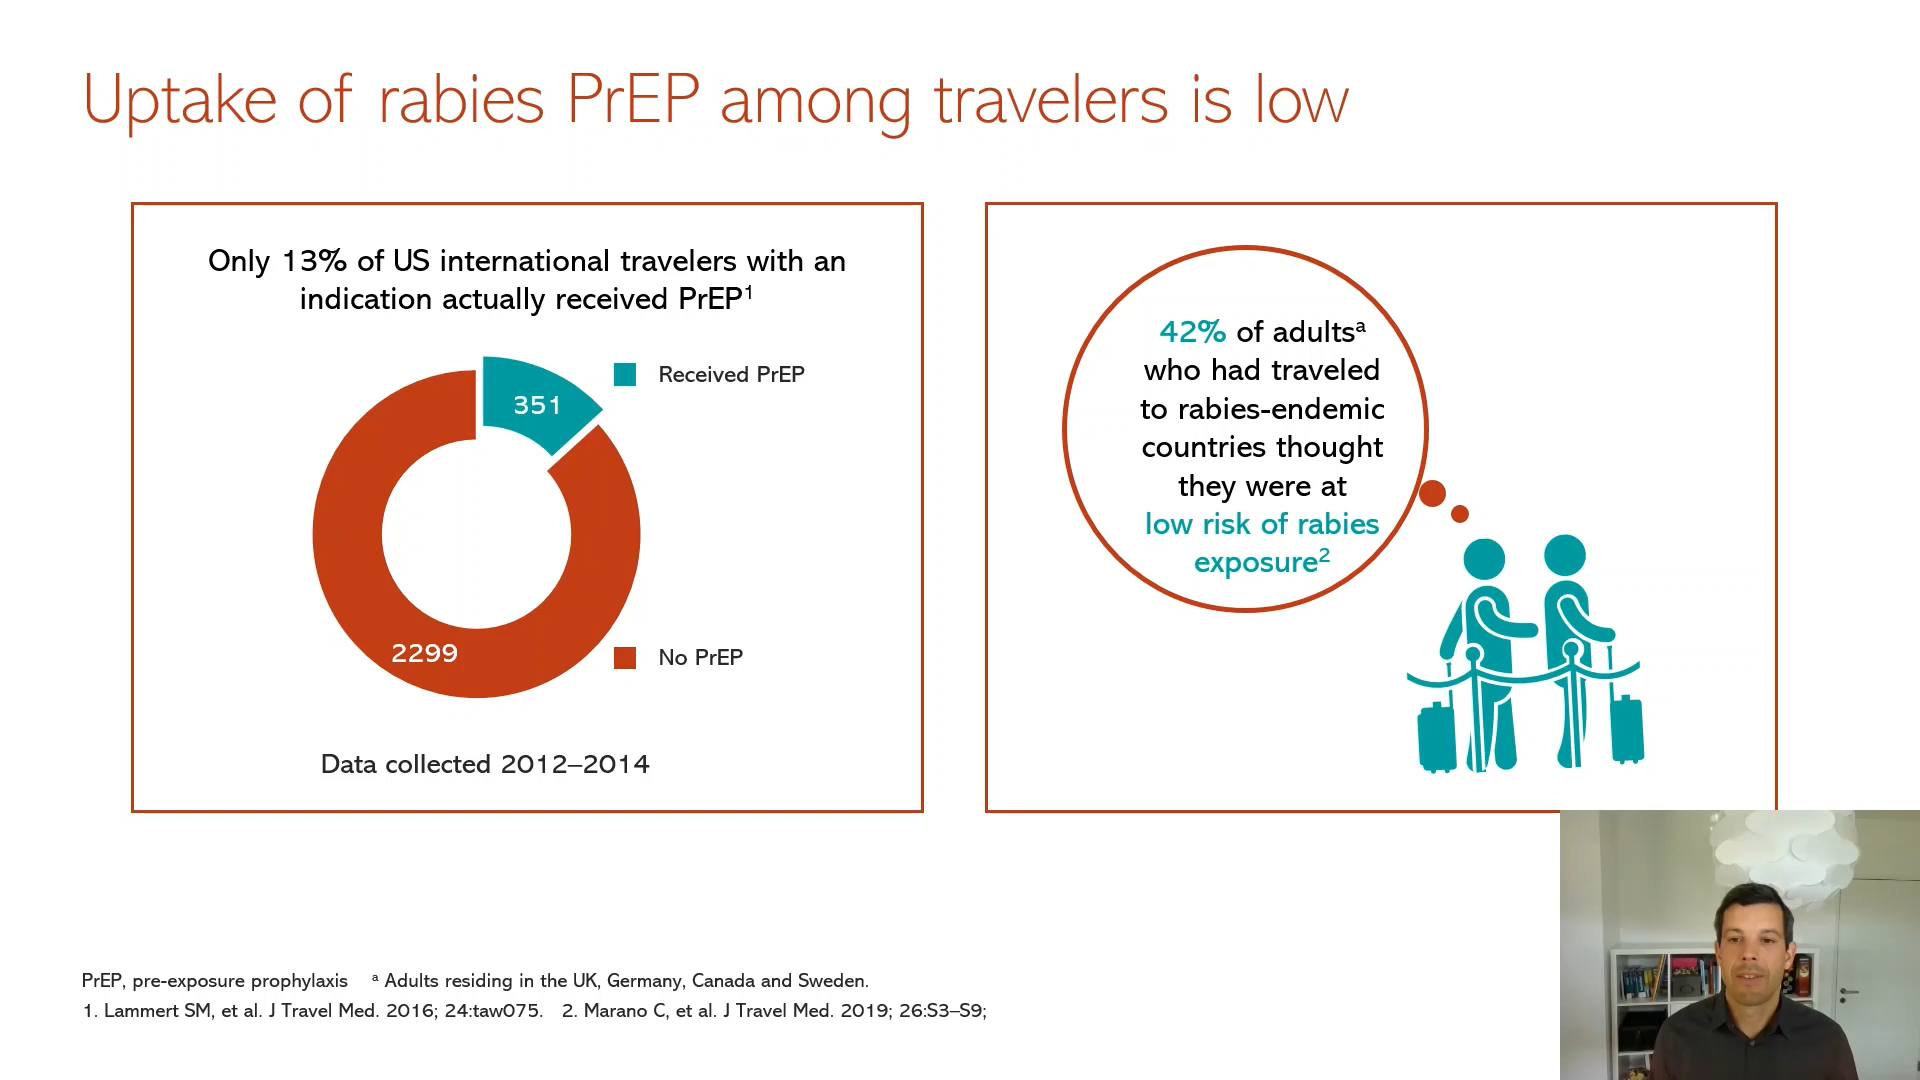 Uptake of rabies PrEP among travelers is low
Only 13% of US international travelers with an
indication actually received PrEP¹
Received PrEP
351
2299
No PrEP
Data collected 2012–2014
42% of adultsᵃ
who had traveled
to rabies-endemic
countries thought
they were at
low risk of rabies
exposure²
PrEP, pre-exposure prophylaxis ᵃ Adults residing in the UK, Germany, Canada and Sweden.
1. Lammert SM, et al. J Travel Med. 2016; 24:taw075. 2. Marano C, et al. J Travel Med. 2019; 26:S3–S9;